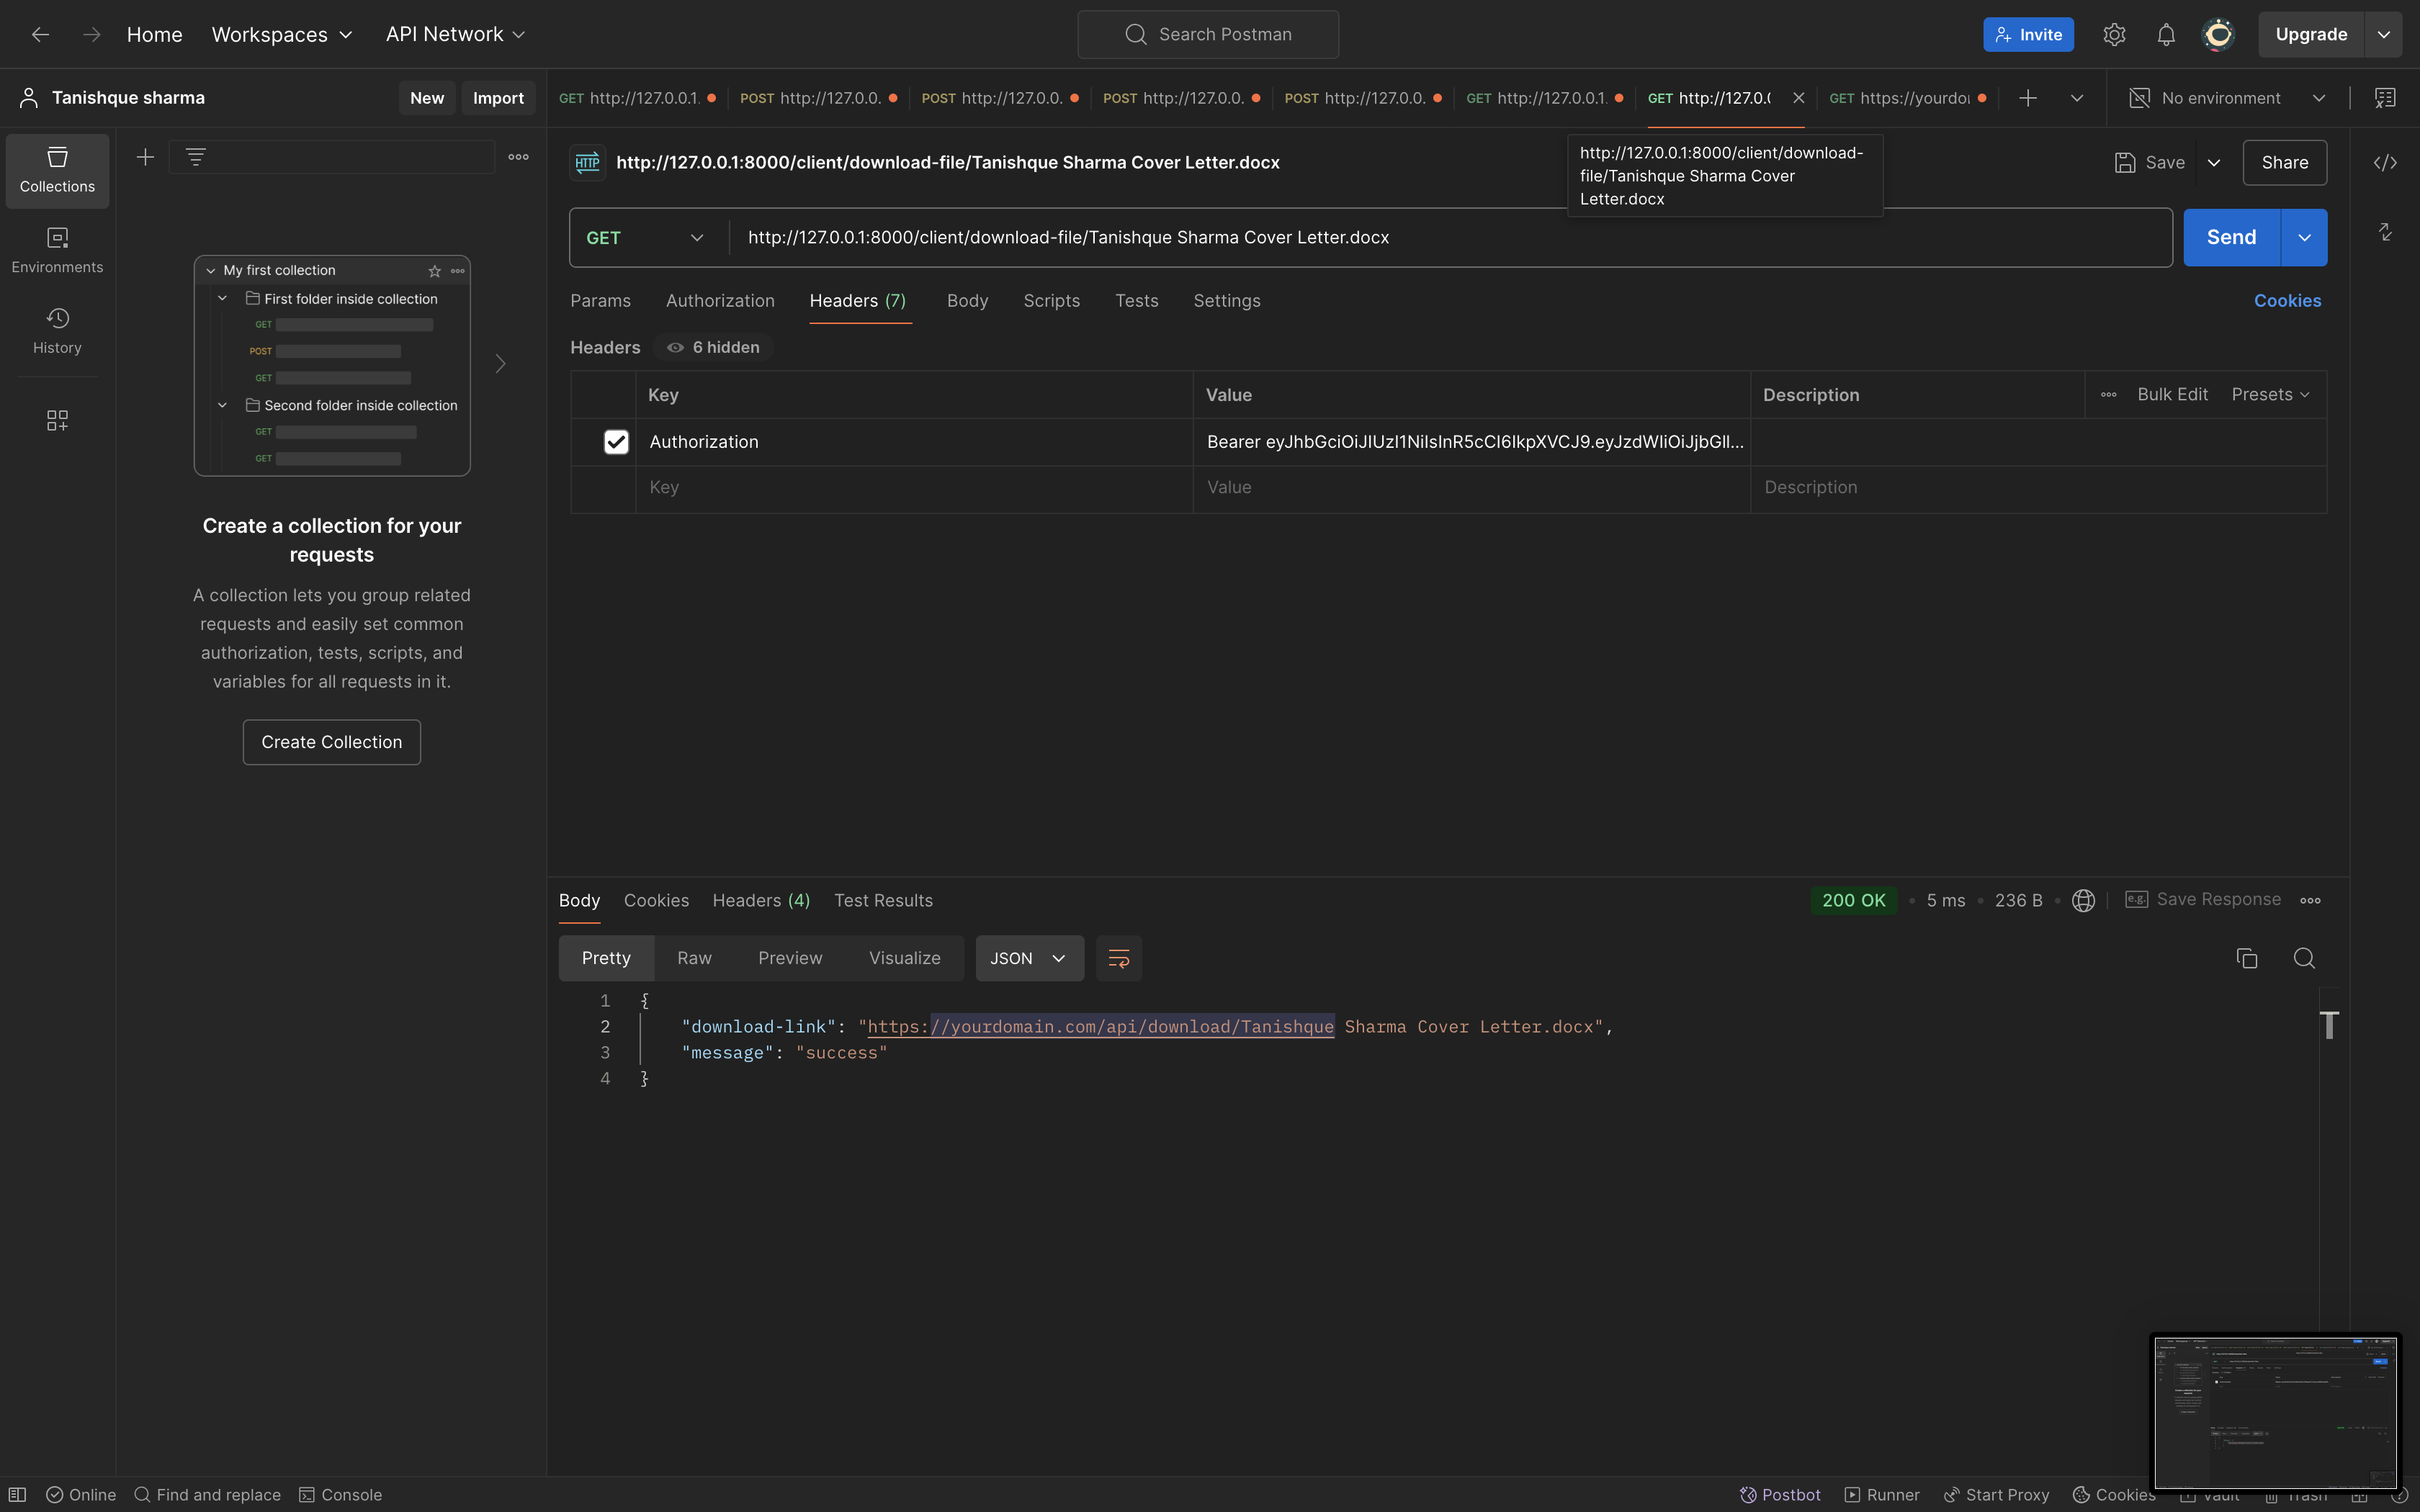 Home Workspaces API Network Search Postman Invite Upgrade
Tanishque sharma New Import
GET http://127.0.0.1. POST http://127.0.0. POST http://127.0.0. POST http://127.0.0. POST http://127.0.0. GET http://127.0.0.1. GET http://127.0.0 GET https://yourdo No environment
Collections
Environments
History
My first collection
First folder inside collection
GET
POST
GET
Second folder inside collection
GET
GET
Create a collection for your
requests
A collection lets you group related
requests and easily set common
authorization, tests, scripts, and
variables for all requests in it.
Create Collection
HTTP http://127.0.0.1:8000/client/download-file/Tanishque Sharma Cover Letter.docx
http://127.0.0.1:8000/client/download-
file/Tanishque Sharma Cover
Letter.docx
Save Share
GET http://127.0.0.1:8000/client/download-file/Tanishque Sharma Cover Letter.docx Send
Params Authorization Headers (7) Body Scripts Tests Settings Cookies
Headers 6 hidden
Key Value Description Bulk Edit Presets
Authorization Bearer eyJhbGciOiJIUzI1NiIsInR5cCI6IkpXVCJ9.eyJzdWIiOiJjbGll...
Key Value Description
Body Cookies Headers (4) Test Results 200 OK 5 ms 236 B e.g. Save Response
Pretty Raw Preview Visualize JSON
1 {
2 "download-link": "https://yourdomain.com/api/download/Tanishque Sharma Cover Letter.docx",
3 "message": "success"
4 }
Online Find and replace Console Postbot Runner Start Proxy Cookies Vault Trash